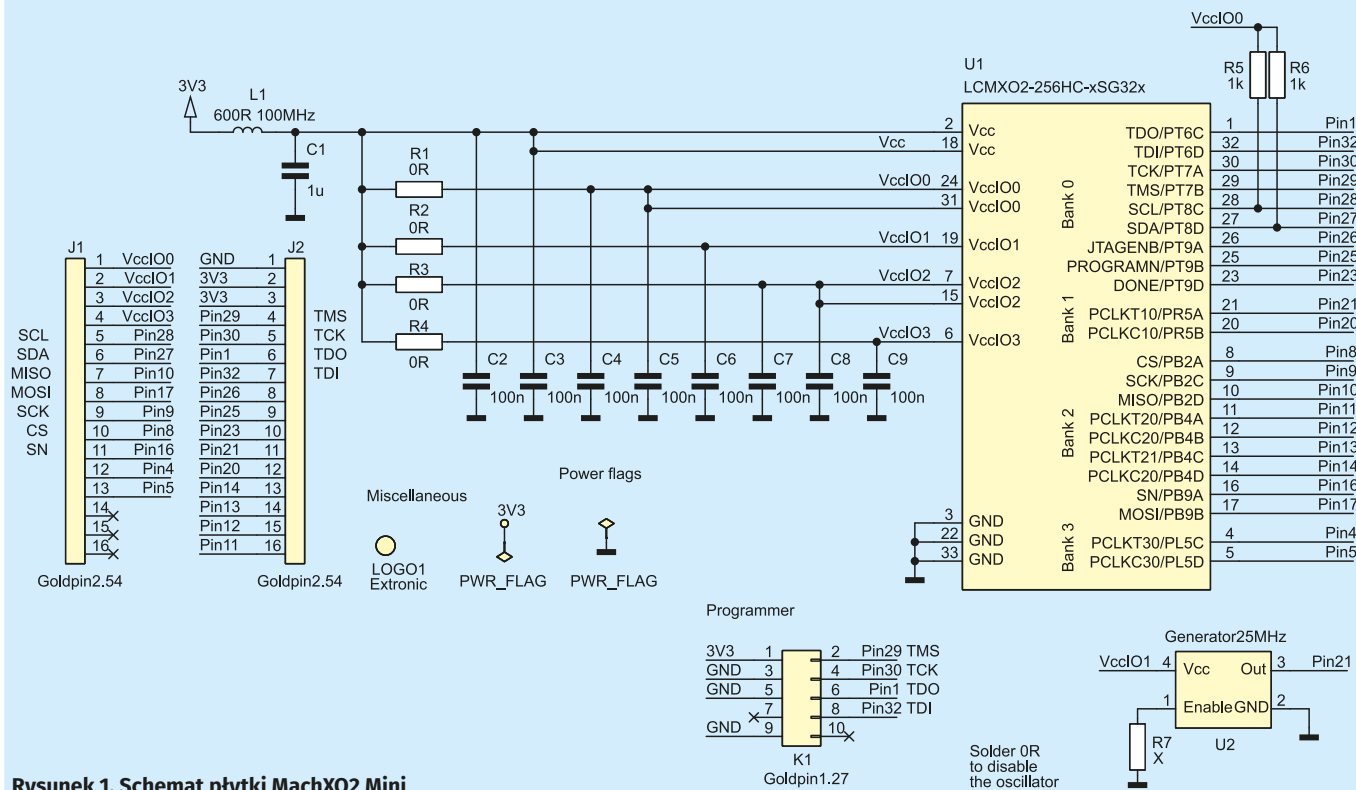 VccIO0
R5
1k
R6
1k
3V3
L1
600R 100MHz
C1
1u
R1
0R
R2
0R
R3
0R
R4
0R
Vcc
VccIO0
VccIO1
VccIO2
VccIO3
C2
100n
C3
100n
C4
100n
C5
100n
C6
100n
C7
100n
C8
100n
C9
100n
U1
LCMXO2-256HC-xSG32x
2 Vcc
18 Vcc
24 VccIO0
31 VccIO0
19 VccIO1
7 VccIO2
15 VccIO2
6 VccIO3
3 GND
22 GND
33 GND
Bank 0
TDO/PT6C 1 Pin1
TDI/PT6D 32 Pin32
TCK/PT7A 30 Pin30
TMS/PT7B 29 Pin29
SCL/PT8C 28 Pin28
SDA/PT8D 27 Pin27
JTAGENB/PT9A 26 Pin26
PROGRAMN/PT9B 25 Pin25
DONE/PT9D 23 Pin23
Bank 1
PCLKT10/PR5A 21 Pin21
PCLKC10/PR5B 20 Pin20
Bank 2
CS/PB2A 8 Pin8
SCK/PB2C 9 Pin9
MISO/PB2D 10 Pin10
PCLKT20/PB4A 11 Pin11
PCLKC20/PB4B 12 Pin12
PCLKT21/PB4C 13 Pin13
PCLKC20/PB4D 14 Pin14
SN/PB9A 16 Pin16
MOSI/PB9B 17 Pin17
Bank 3
PCLKT30/PL5C 4 Pin4
PCLKC30/PL5D 5 Pin5
J1
1 VccIO0
2 VccIO1
3 VccIO2
4 VccIO3
SCL 5 Pin28
SDA 6 Pin27
MISO 7 Pin10
MOSI 8 Pin17
SCK 9 Pin9
CS 10 Pin8
SN 11 Pin16
12 Pin4
13 Pin5
14
15
16
Goldpin2.54
J2
GND 1
3V3 2
3V3 3
Pin29 4 TMS
Pin30 5 TCK
Pin1 6 TDO
Pin32 7 TDI
Pin26 8
Pin25 9
Pin23 10
Pin21 11
Pin20 12
Pin14 13
Pin13 14
Pin12 15
Pin11 16
Goldpin2.54
Miscellaneous
LOGO1
Extronic
Power flags
3V3
PWR_FLAG
PWR_FLAG
Programmer
3V3 1 2 Pin29 TMS
GND 3 4 Pin30 TCK
GND 5 6 Pin1 TDO
7 8 Pin32 TDI
GND 9 10
K1
Goldpin1.27
Generator25MHz
VccIO1 4 Vcc Out 3 Pin21
1 Enable GND 2
U2
R7
X
Solder 0R
to disable
the oscillator
Rysunek 1. Schemat płytki MachXO2 Mini